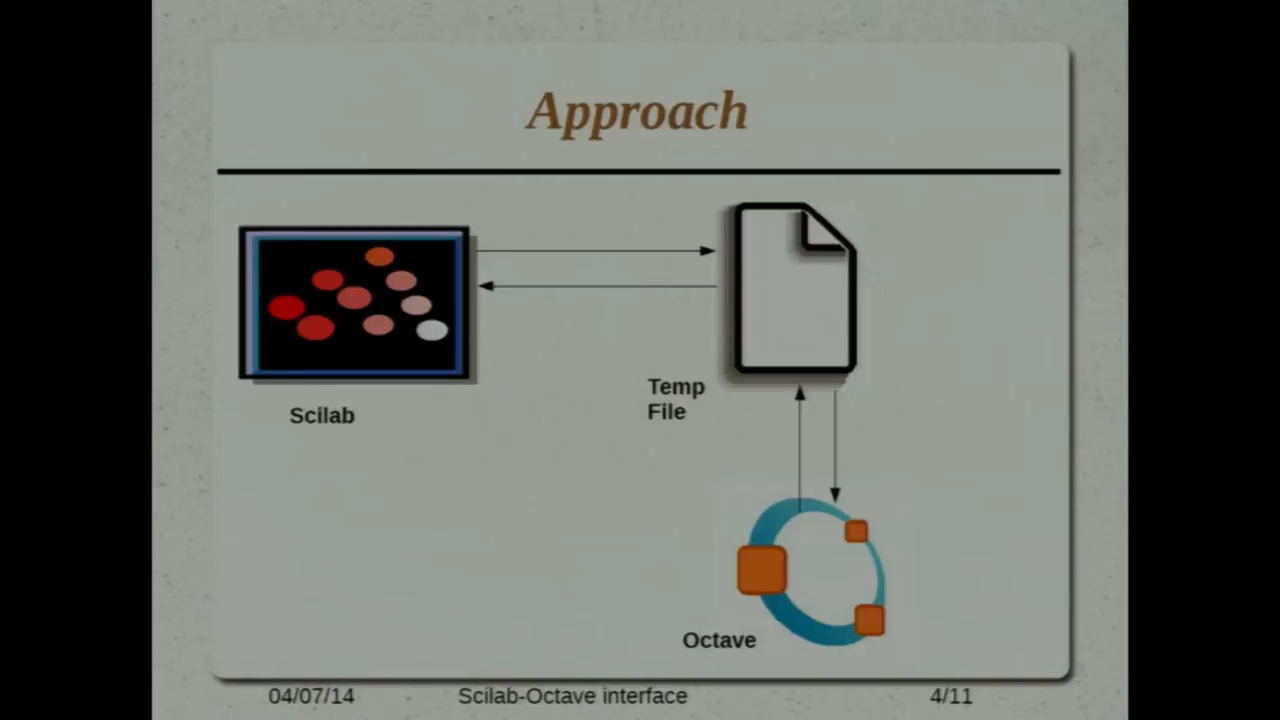 Approach
Scilab
Temp
File
Octave
04/07/14
Scilab-Octave interface
4/11